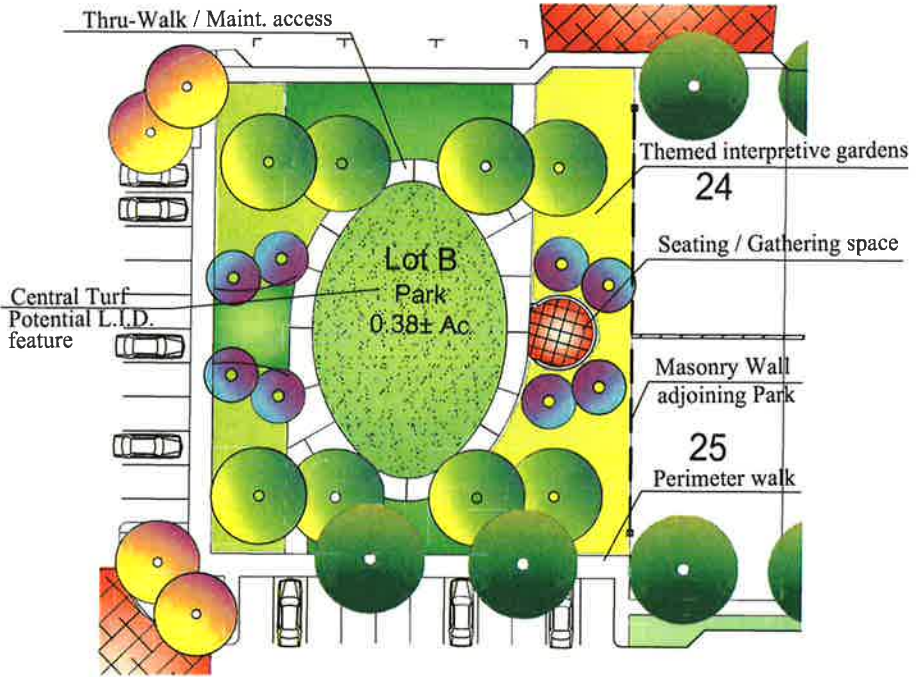 Thru-Walk / Maint. access
Themed interpretive gardens
24
Seating / Gathering space
Lot B
Park
0.38± Ac
Central Turf
Potential L.I.D.
feature
Masonry Wall
adjoining Park
25
Perimeter walk